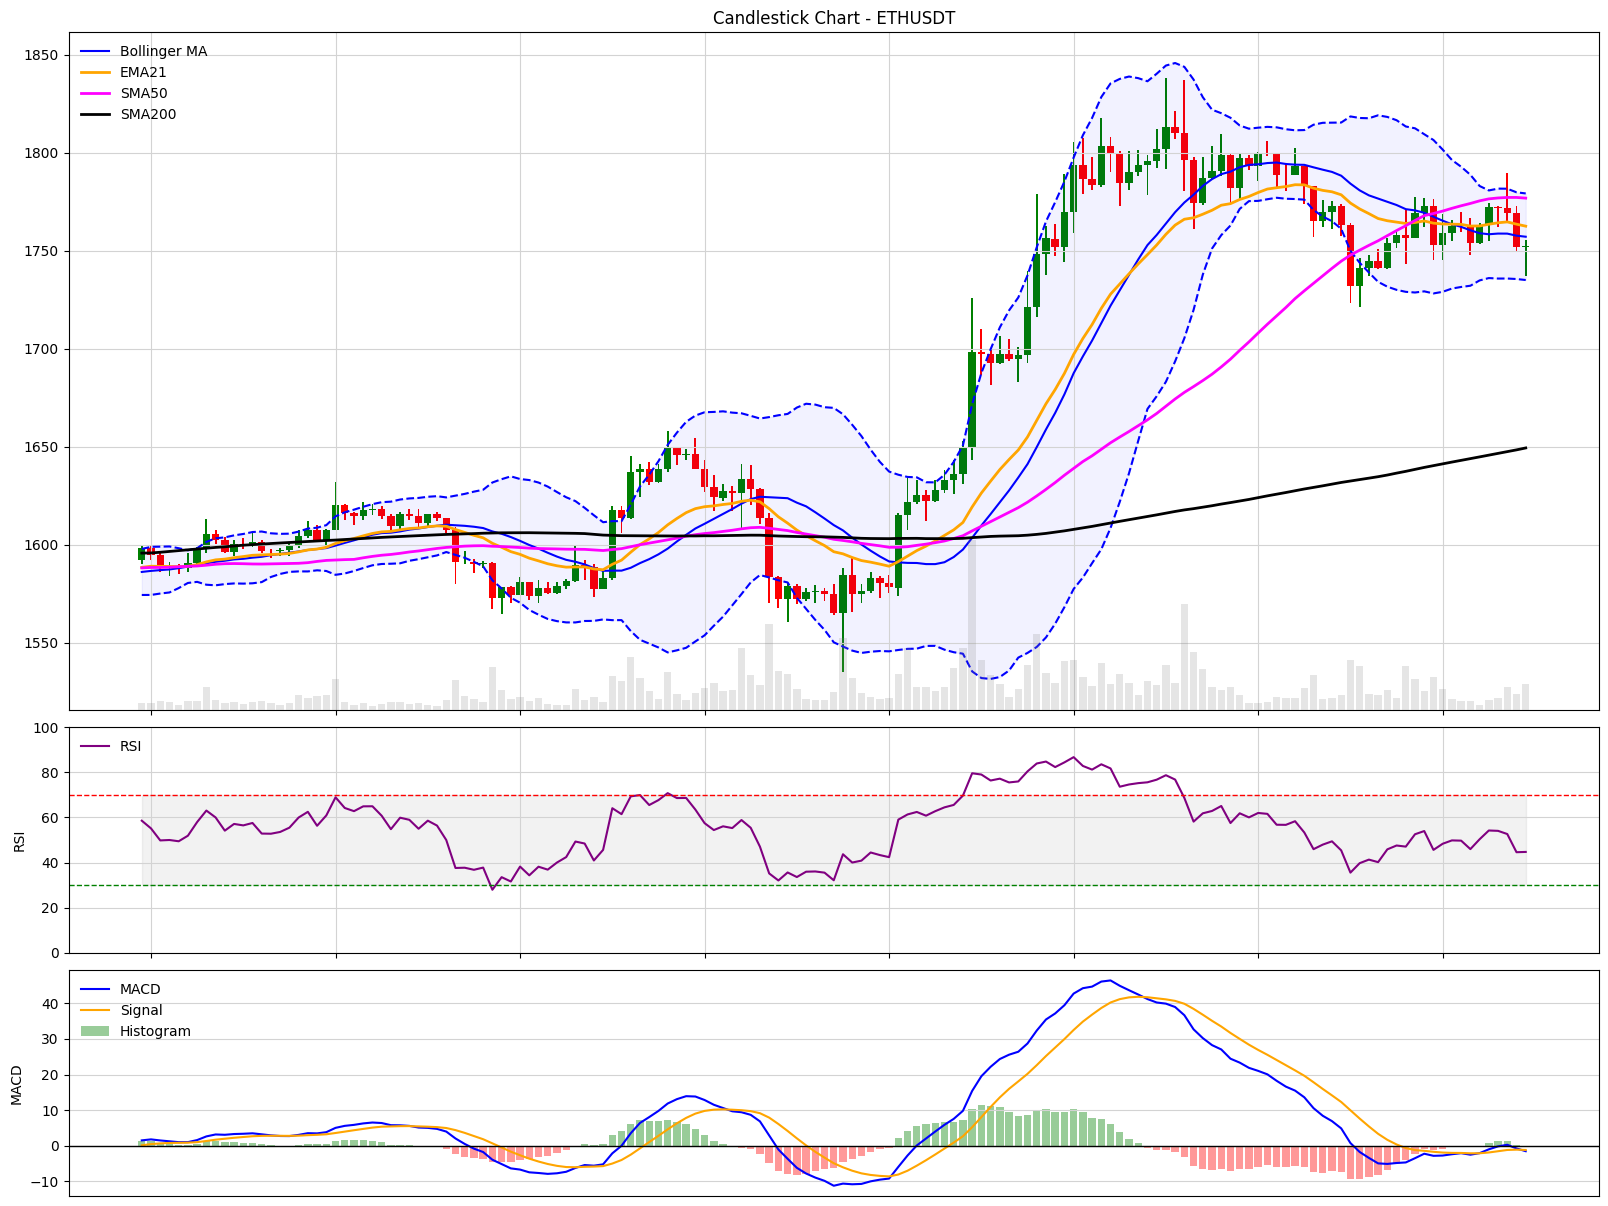 Candlestick Chart - ETHUSDT
Bollinger MA
EMA21
SMA50
SMA200
1850
1800
1750
1700
1650
1600
1550
RSI
100
80
60
40
20
0
RSI
MACD
Signal
Histogram
40
30
20
10
0
−10
MACD